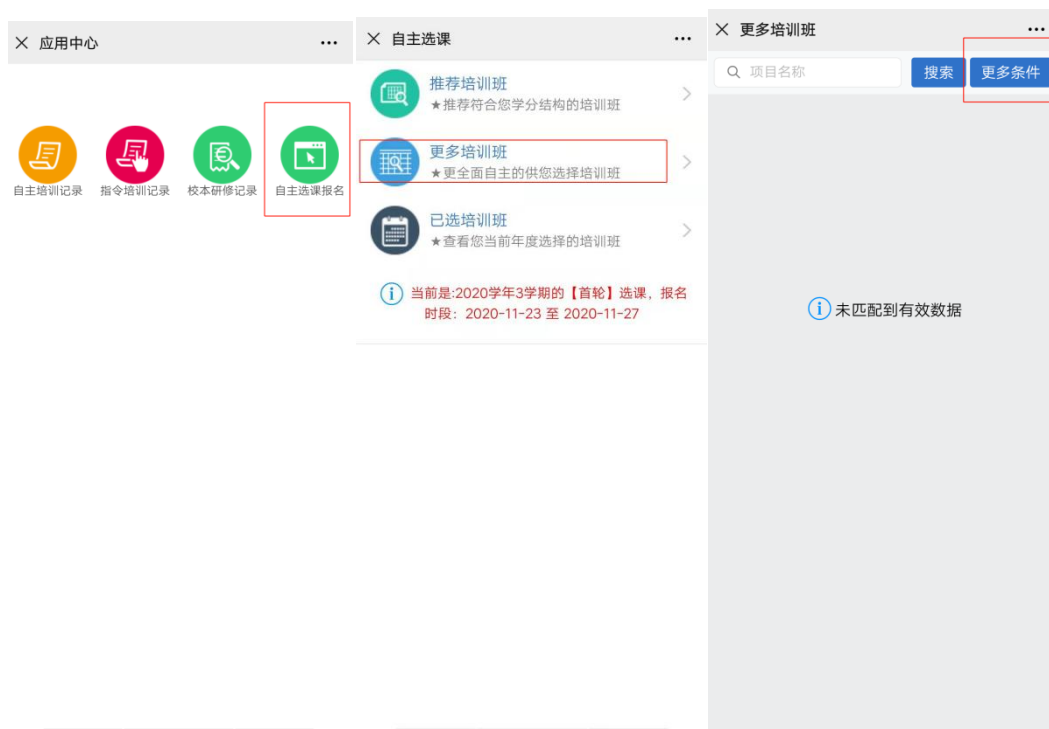 应用中心
自主培训记录
指令培训记录
校本研修记录
自主选课报名
自主选课
推荐培训班
★推荐符合您学分结构的培训班
更多培训班
★更全面自主的供您选择培训班
已选培训班
★查看您当前年度选择的培训班
当前是:2020学年3学期的【首轮】选课，报名
时段：2020-11-23 至 2020-11-27
更多培训班
项目名称
搜索
更多条件
未匹配到有效数据